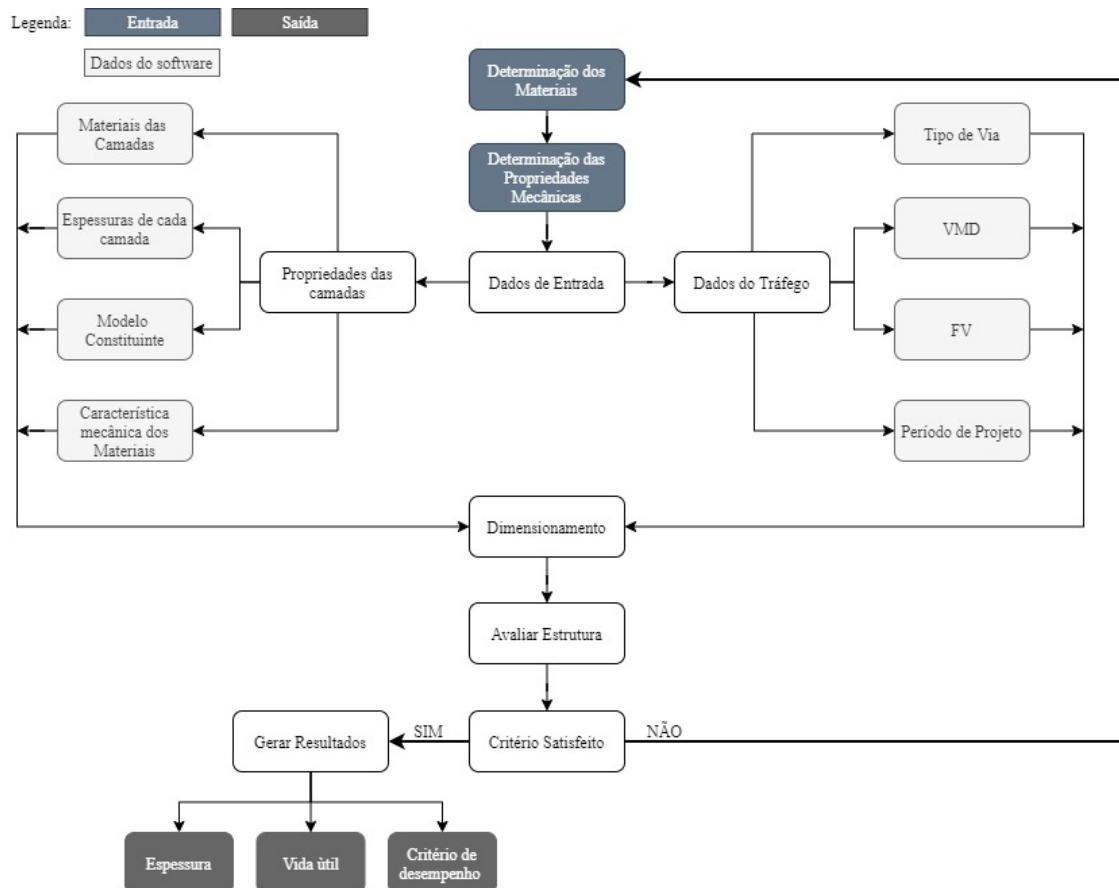 Legenda:
Entrada
Saída
Dados do software
Determinação dos
Materiais
Materiais das
Camadas
Tipo de Via
Determinação das
Propriedades
Mecânicas
Espessuras de cada
camada
VMD
Propriedades das
camadas
Dados de Entrada
Dados do Tráfego
Modelo
Constituinte
FV
Característica
mecânica dos
Materiais
Período de Projeto
Dimensionamento
Avaliar Estrutura
Gerar Resultados
SIM
Critério Satisfeito
NÃO
Espessura
Vida ùtil
Critério de
desempenho